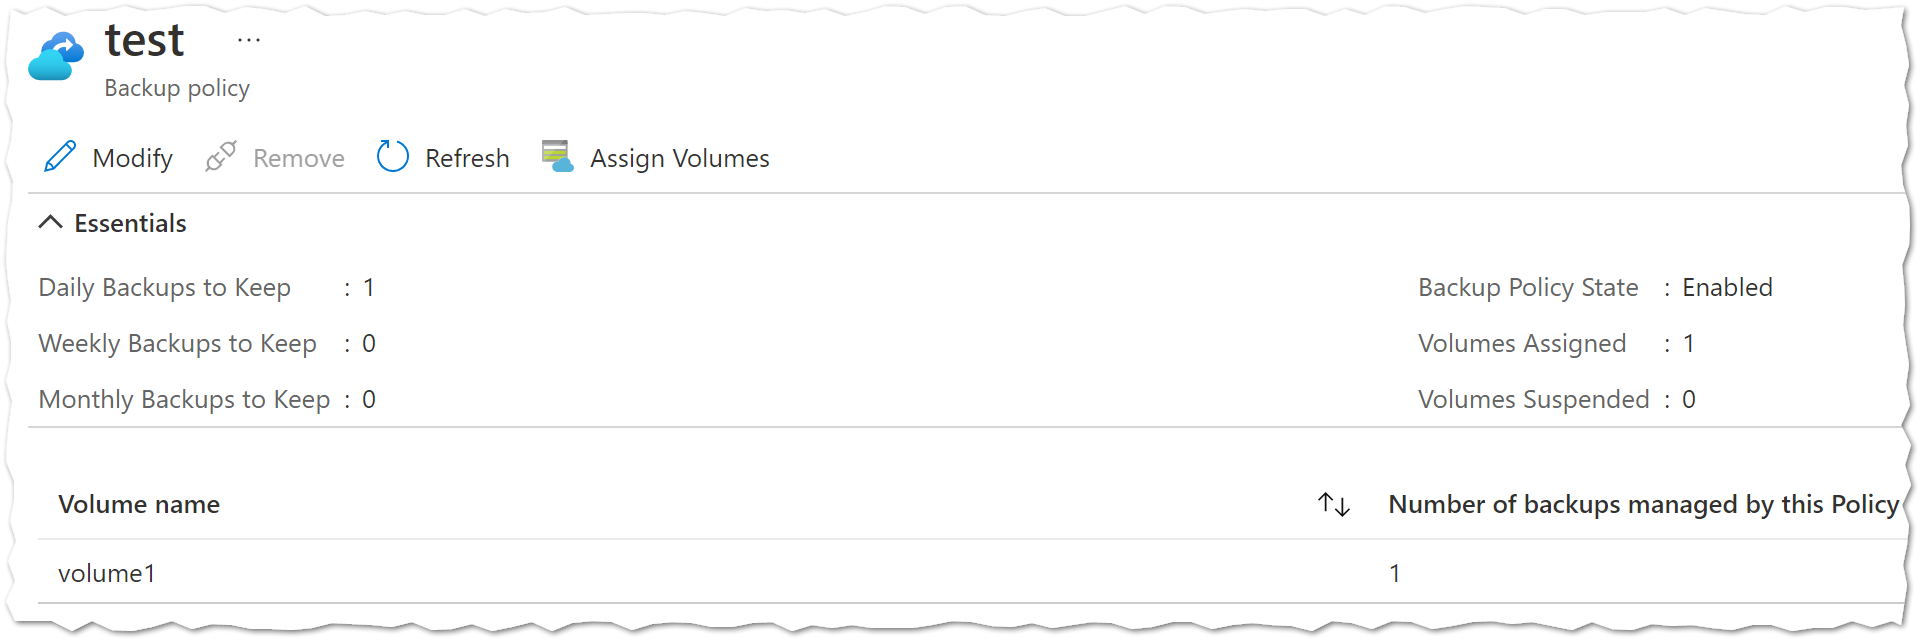 test ...
Backup policy
Modify Remove Refresh Assign Volumes
Essentials
Daily Backups to Keep : 1 Backup Policy State : Enabled
Weekly Backups to Keep : 0 Volumes Assigned : 1
Monthly Backups to Keep : 0 Volumes Suspended : 0
Volume name Number of backups managed by this Policy
volume1 1